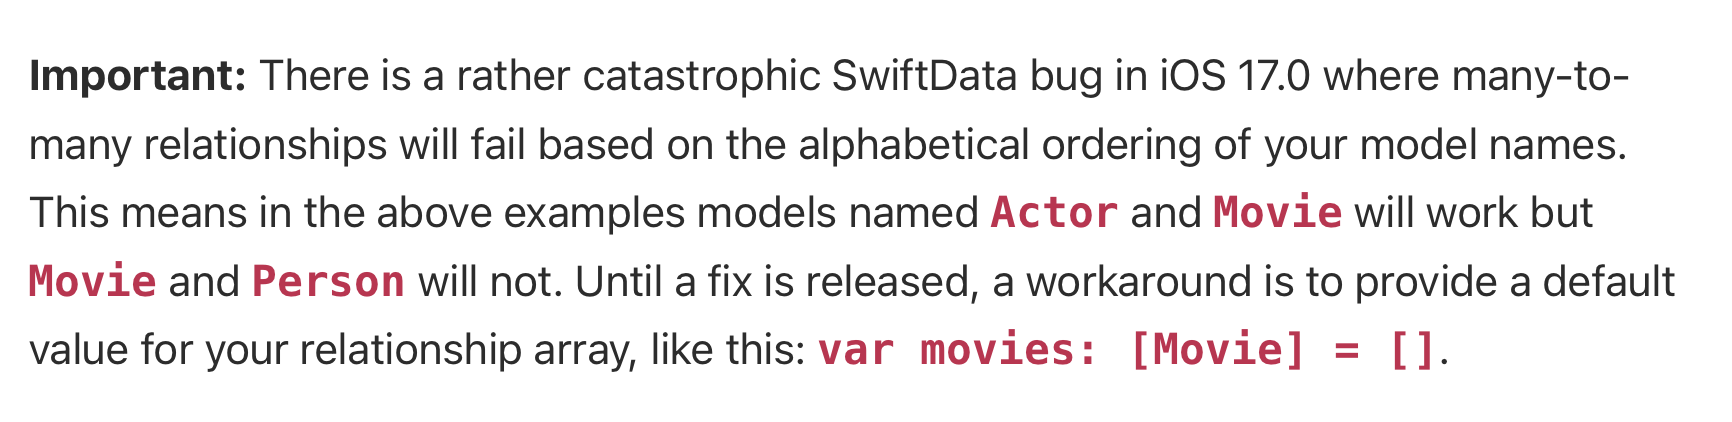 Important: There is a rather catastrophic SwiftData bug in iOS 17.0 where many-to-
many relationships will fail based on the alphabetical ordering of your model names.
This means in the above examples models named Actor and Movie will work but
Movie and Person will not. Until a fix is released, a workaround is to provide a default
value for your relationship array, like this: var movies: [Movie] = [].